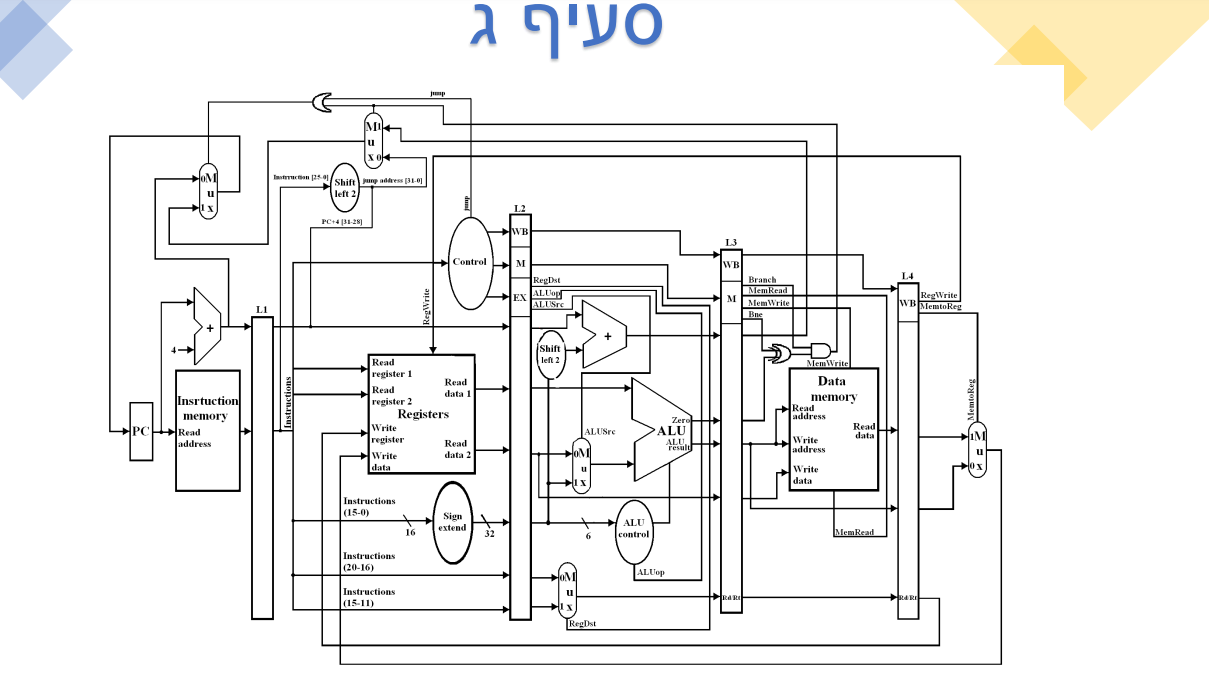 סעיף ג
jump
M 1
u
x 0
0 M
u
1 x
Instrruction [25-0]
Shift
left 2
jump address [31-0]
PC+4 [31-28]
jump
L2
WB
M
EX
Control
RegWrite
RegDst
ALUop
ALUSrc
L3
WB
M
Branch
MemRead
MemWrite
Bne
L4
WB
RegWrite
MemtoReg
L1
+
4
Shift
left 2
+
PC
Insrtuction
memory
Read
address
Instructions
Read
register 1
Read
register 2
Registers
Write
register
Write
data
Read
data 1
Read
data 2
ALUSrc
0 M
u
1 x
Zero
ALU
ALU
result
MemWrite
Data
memory
Read
address
Write
address
Write
data
Read
data
MemRead
MemtoReg
1 M
u
0 x
Instructions
(15-0)
16
Sign
extend
32
6
ALU
control
ALUop
Instructions
(20-16)
Instructions
(15-11)
0 M
u
1 x
RegDst
Rd/Rt
Rd/Rt